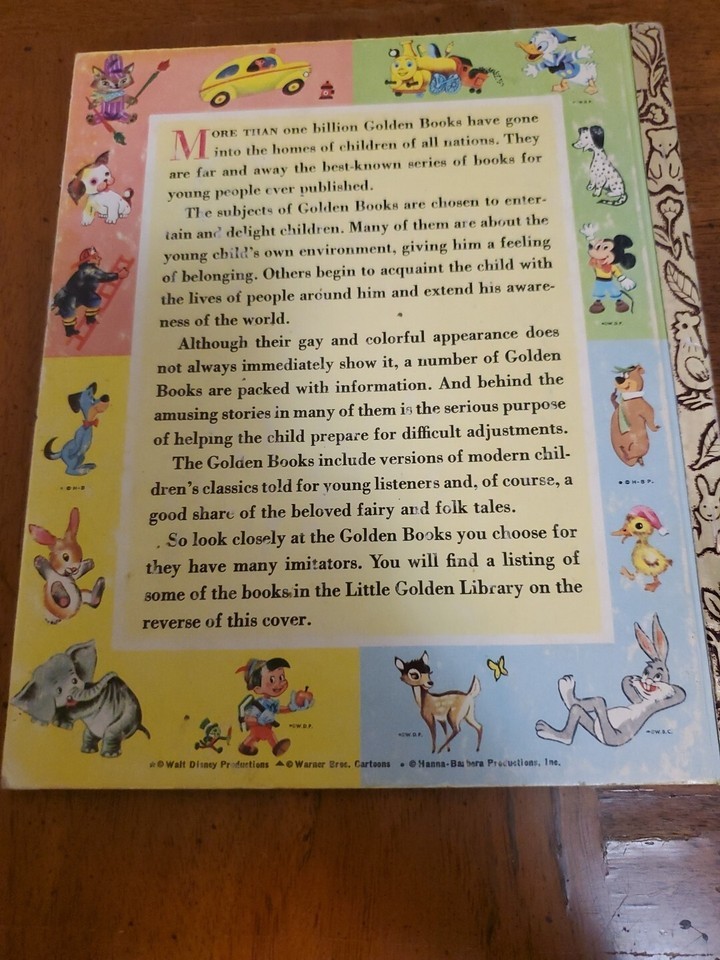 ©W.D.P.
MORE THAN one billion Golden Books have gone
into the homes of children of all nations. They
are far and away the best-known series of books for
young people ever published.
The subjects of Golden Books are chosen to enter-
tain and delight children. Many of them are about the
young child's own environment, giving him a feeling
of belonging. Others begin to acquaint the child with
the lives of people around him and extend his aware-
ness of the world.
©W.D.P.
Although their gay and colorful appearance does
not always immediately show it, a number of Golden
Books are packed with information. And behind the
amusing stories in many of them is the serious purpose
of helping the child prepare for difficult adjustments.
The Golden Books include versions of modern chil-
dren's classics told for young listeners and, of course, a
good share of the beloved fairy and folk tales.
©H-B P.
So look closely at the Golden Books you choose for
they have many imitators. You will find a listing of
some of the books in the Little Golden Library on the
reverse of this cover.
©W.D.P.
©W.D.P.
©W.B.C.
©Walt Disney Productions ▲©Warner Bros. Cartoons •©Hanna-Barbera Productions, Inc.